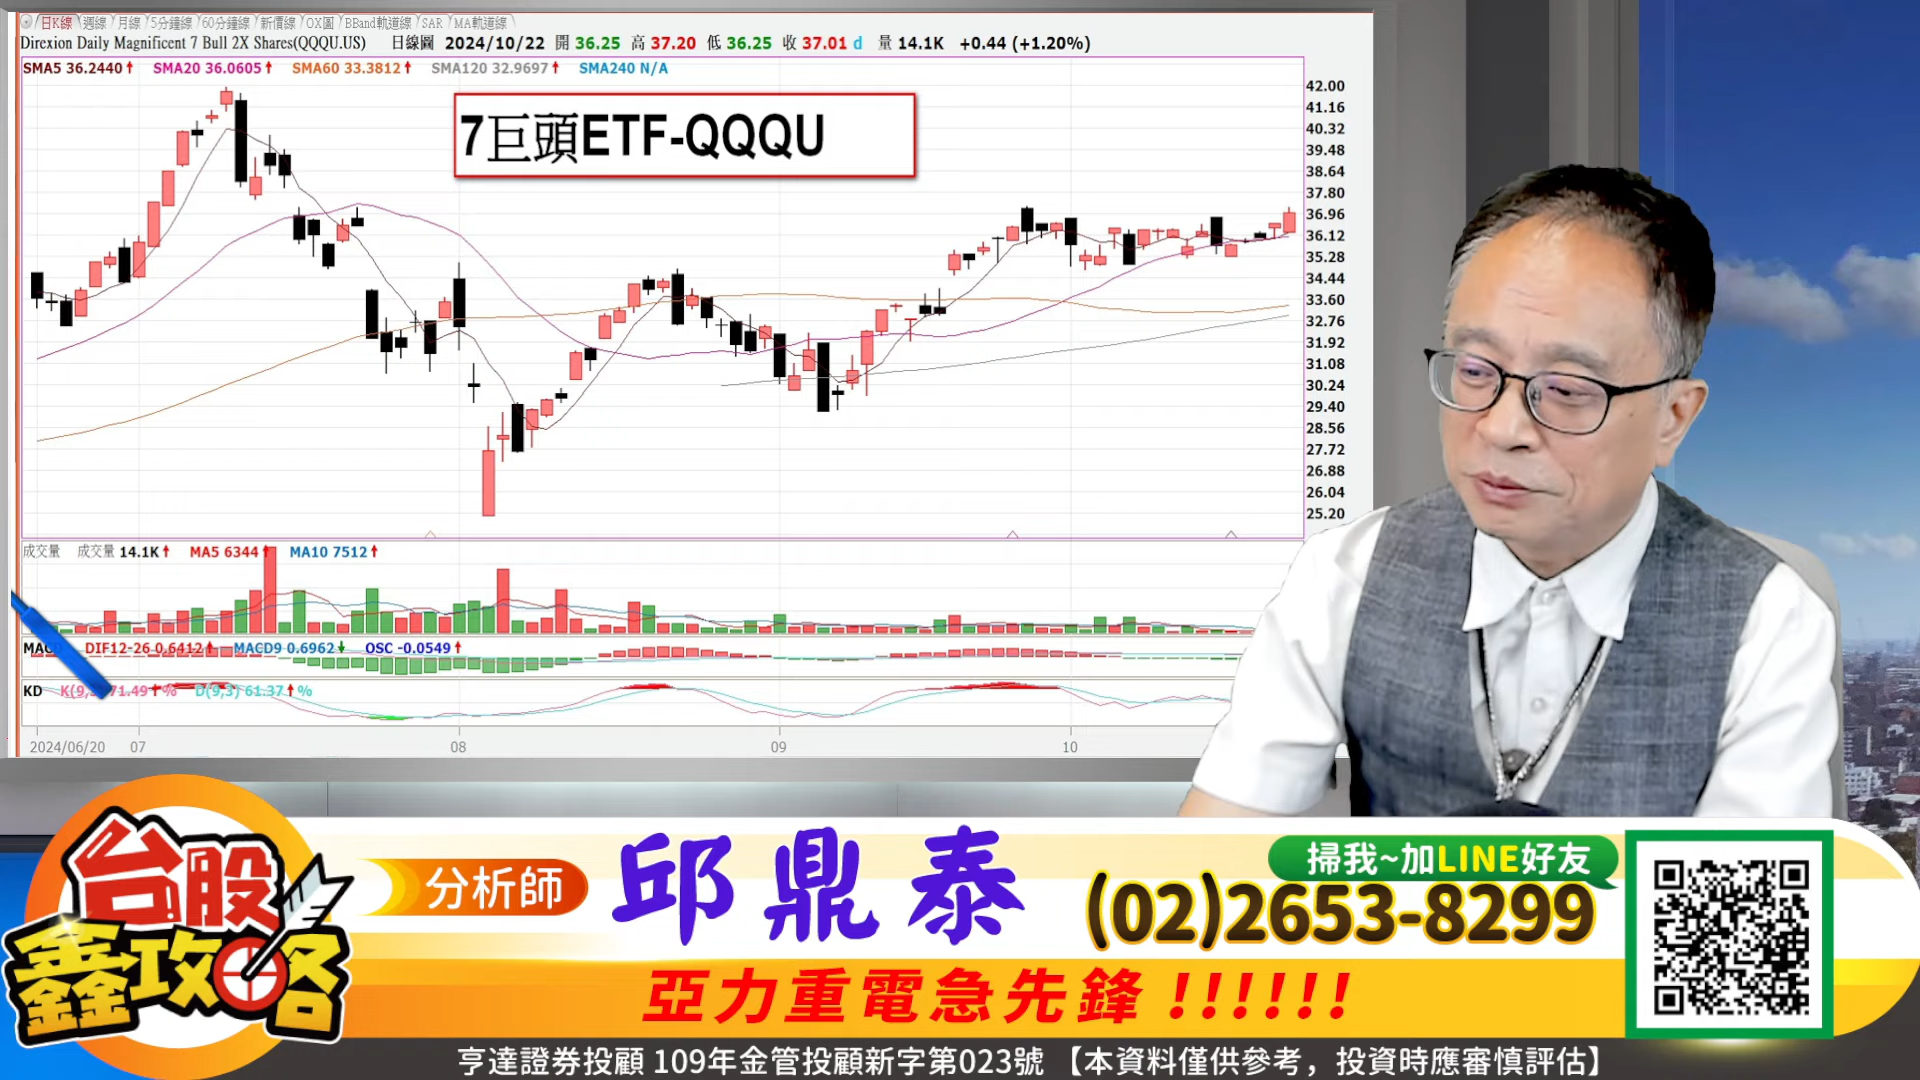 日K線 週線 月線 5分鐘線 60分鐘線 新價線 OX圖 BBand軌道線 SAR MA軌道線
Direxion Daily Magnificent 7 Bull 2X Shares(QQQU.US) 日線圖 2024/10/22 開 36.25 高 37.20 低 36.25 收 37.01 d 量 14.1K +0.44 (+1.20%)
SMA5 36.2440↑ SMA20 36.0605↑ SMA60 33.3812↑ SMA120 32.9697↑ SMA240 N/A
7巨頭ETF-QQQU
42.00
41.16
40.32
39.48
38.64
37.80
36.96
36.12
35.28
34.44
33.60
32.76
31.92
31.08
30.24
29.40
28.56
27.72
26.88
26.04
25.20
成交量 成交量 14.1K↑ MA5 6344↑ MA10 7512↑
DIF12-26 0.6412↑ MACD9 0.6962↓ OSC -0.0549↑
KD 71.49↑% D(9,3) 61.37↑%
2024/06/20 07 08 09 10
台股
鑫攻略
分析師
邱鼎泰
掃我~加LINE好友
(02)2653-8299
亞力重電急先鋒!!!!!!
亨達證券投顧 109年金管投顧新字第023號 【本資料僅供參考，投資時應審慎評估】